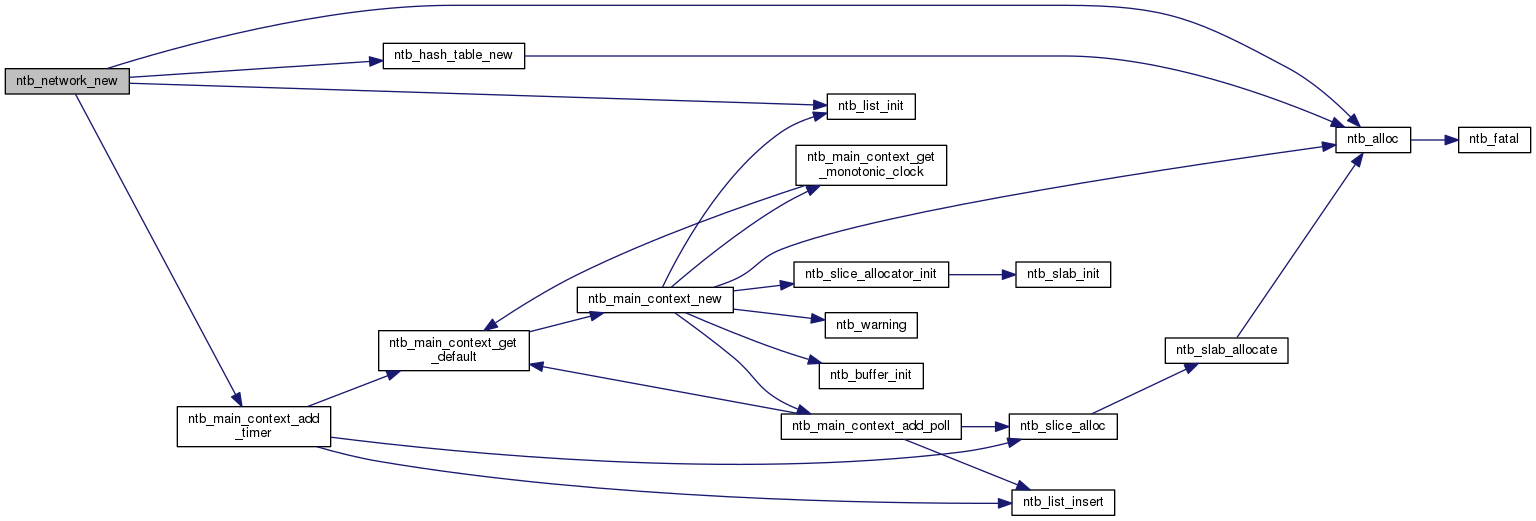 ntb_network_new
ntb_hash_table_new
ntb_list_init
ntb_alloc
ntb_fatal
ntb_main_context_get
_monotonic_clock
ntb_slice_allocator_init
ntb_slab_init
ntb_main_context_new
ntb_warning
ntb_main_context_get
_default
ntb_slab_allocate
ntb_buffer_init
ntb_main_context_add
_timer
ntb_main_context_add_poll
ntb_slice_alloc
ntb_list_insert